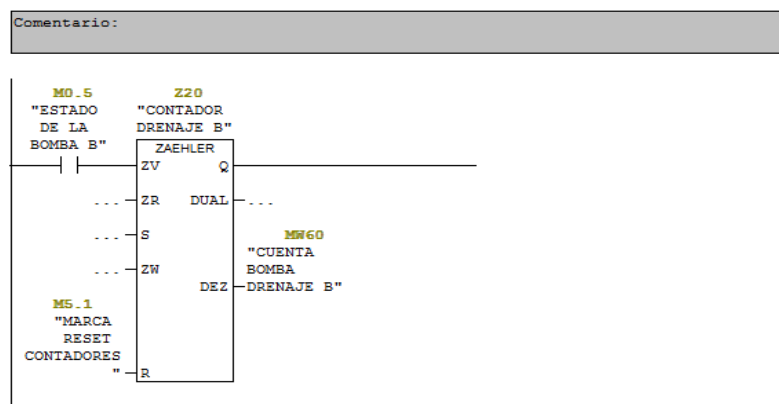 Comentario:
M0.5
"ESTADO
DE LA
BOMBA B"
Z20
"CONTADOR
DRENAJE B"
ZAEHLER
ZV Q
... ZR DUAL ...
... S
... ZW
MW60
"CUENTA
BOMBA
DEZ DRENAJE B"
M5.1
"MARCA
RESET
CONTADORES
" R